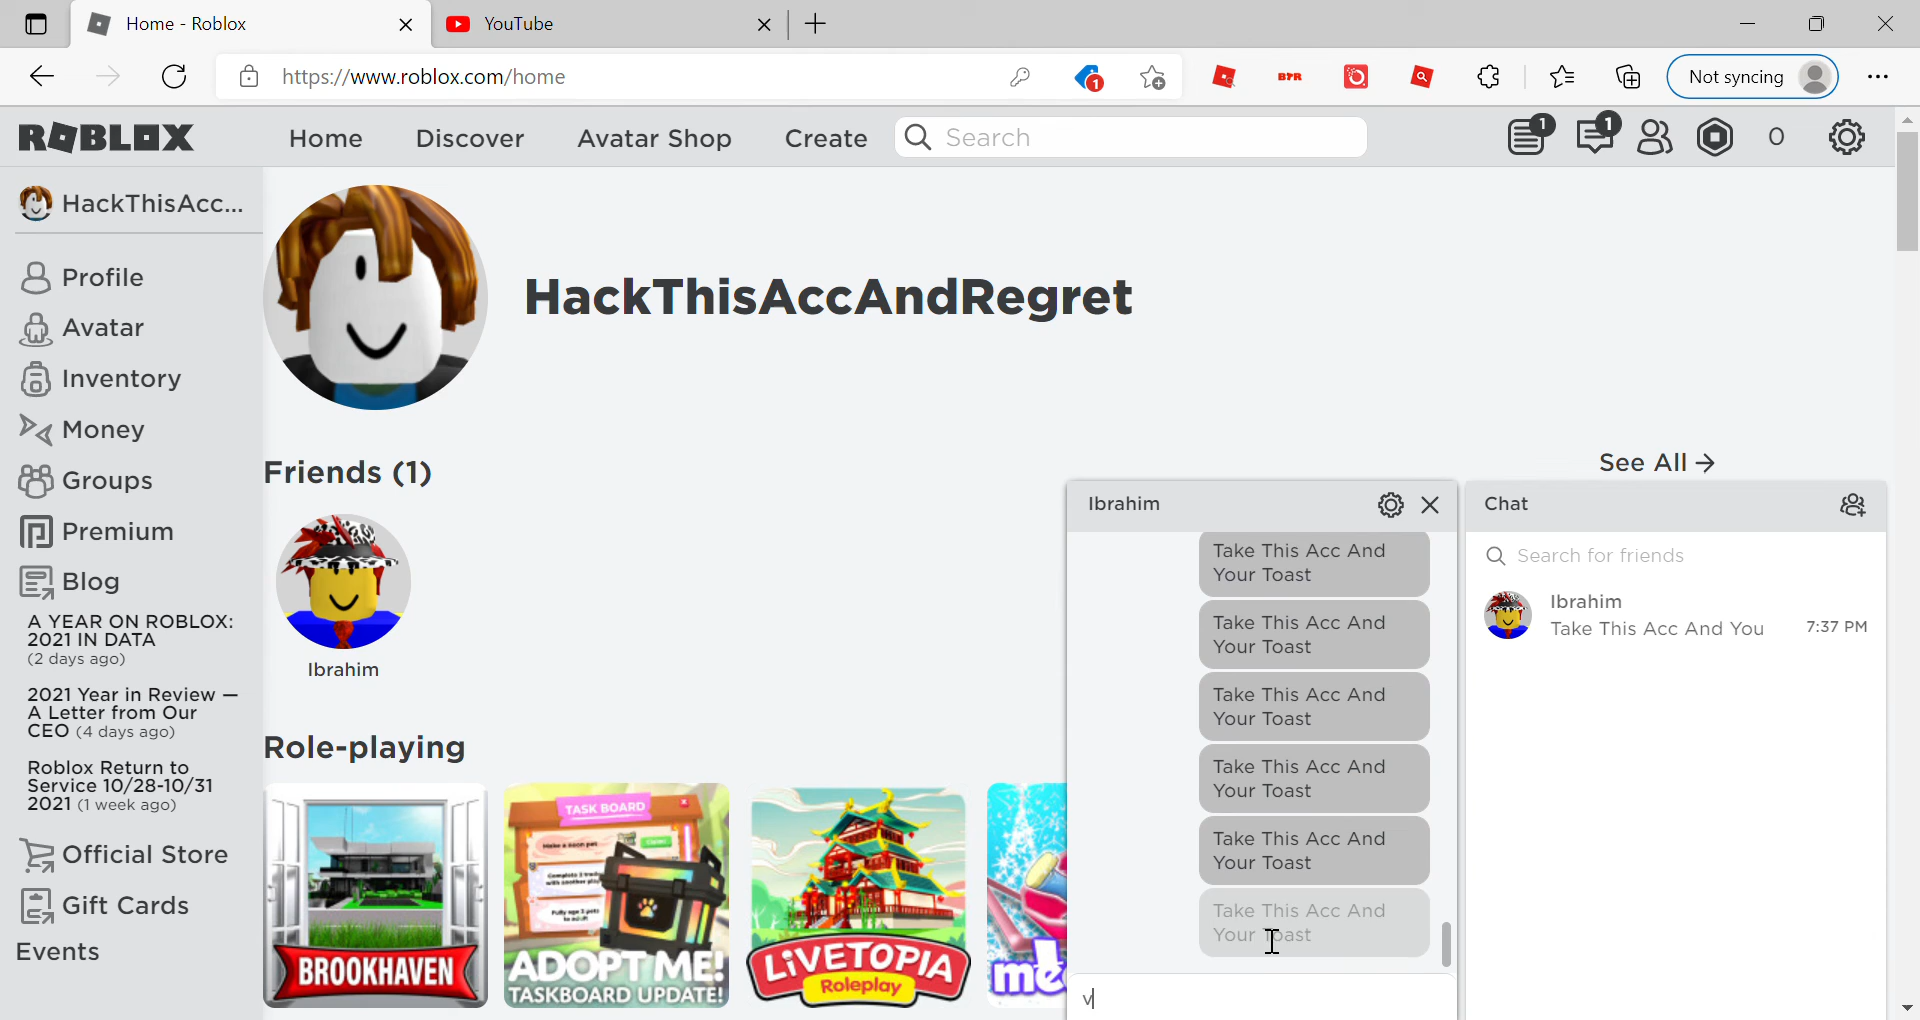 Home - Roblox
YouTube
https://www.roblox.com/home
1
BTR
Not syncing
ROBLOX
Home
Discover
Avatar Shop
Create
Search
1
1
0
HackThisAcc...
Profile
Avatar
Inventory
Money
Groups
Premium
Blog
A YEAR ON ROBLOX:
2021 IN DATA
(2 days ago)
2021 Year in Review —
A Letter from Our
CEO (4 days ago)
Roblox Return to
Service 10/28-10/31
2021 (1 week ago)
Official Store
Gift Cards
Events
HackThisAccAndRegret
Friends (1)
See All →
Ibrahim
Role-playing
BROOKHAVEN
TASK BOARD
ADOPT ME!
TASKBOARD UPDATE!
LIVETOPIA
Roleplay
me
Ibrahim
Take This Acc And
Your Toast
Take This Acc And
Your Toast
Take This Acc And
Your Toast
Take This Acc And
Your Toast
Take This Acc And
Your Toast
Take This Acc And
Your Toast
v
Chat
Search for friends
Ibrahim
Take This Acc And You
7:37 PM